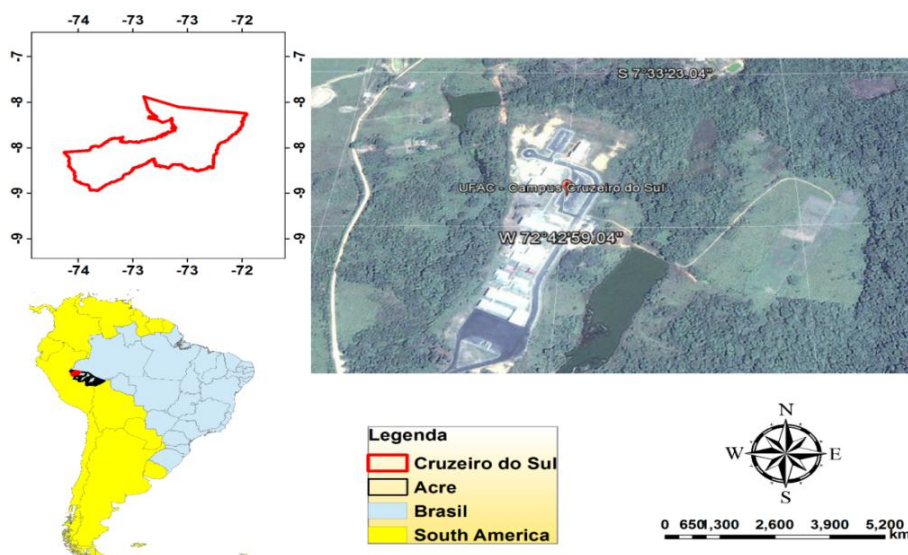 -74 -73 -73 -72
-7
-8
-8
-9
-9
-7
-8
-8
-9
-9
-74 -73 -73 -72
S 7°33'23.04"
UFAC - Campus Cruzeiro do Sul
W 72°42'59.04"
Legenda
Cruzeiro do Sul
Acre
Brasil
South America
N
W E
S
0 650 1,300 2,600 3,900 5,200
km